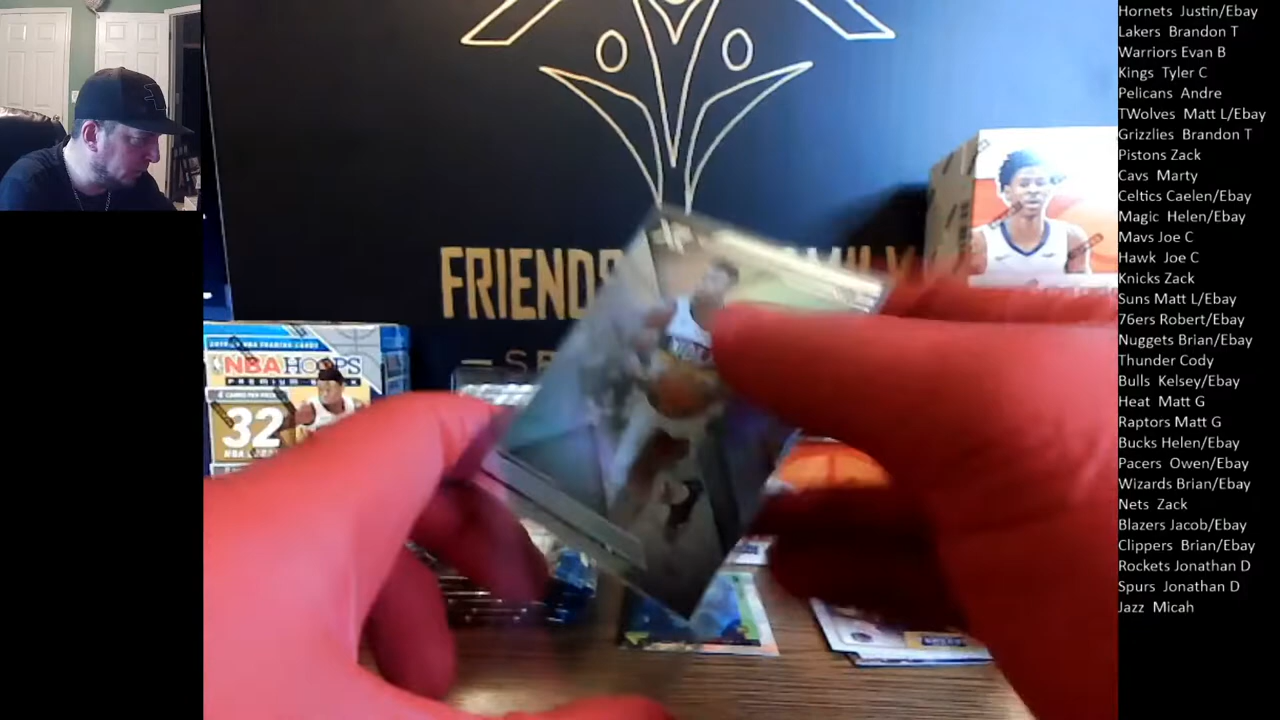 FRIENDS
NBA HOOPS
32
Hornets Justin/Ebay
Lakers Brandon T
Warriors Evan B
Kings Tyler C
Pelicans Andre
TWolves Matt L/Ebay
Grizzlies Brandon T
Pistons Zack
Cavs Marty
Celtics Caelen/Ebay
Magic Helen/Ebay
Mavs Joe C
Hawk Joe C
Knicks Zack
Suns Matt L/Ebay
76ers Robert/Ebay
Nuggets Brian/Ebay
Thunder Cody
Bulls Kelsey/Ebay
Heat Matt G
Raptors Matt G
Bucks Helen/Ebay
Pacers Owen/Ebay
Wizards Brian/Ebay
Nets Zack
Blazers Jacob/Ebay
Clippers Brian/Ebay
Rockets Jonathan D
Spurs Jonathan D
Jazz Micah